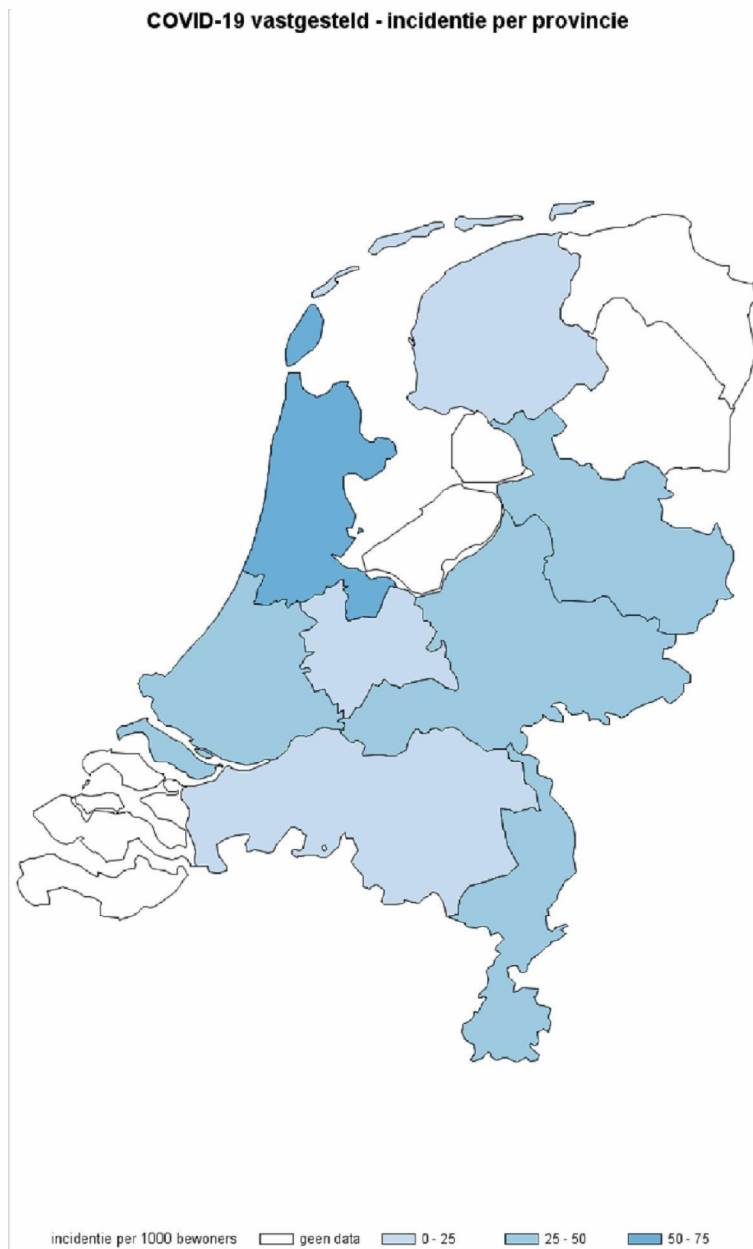 COVID-19 vastgesteld - incidentie per provincie
incidentie per 1000 bewoners geen data 0 - 25 25 - 50 50 - 75